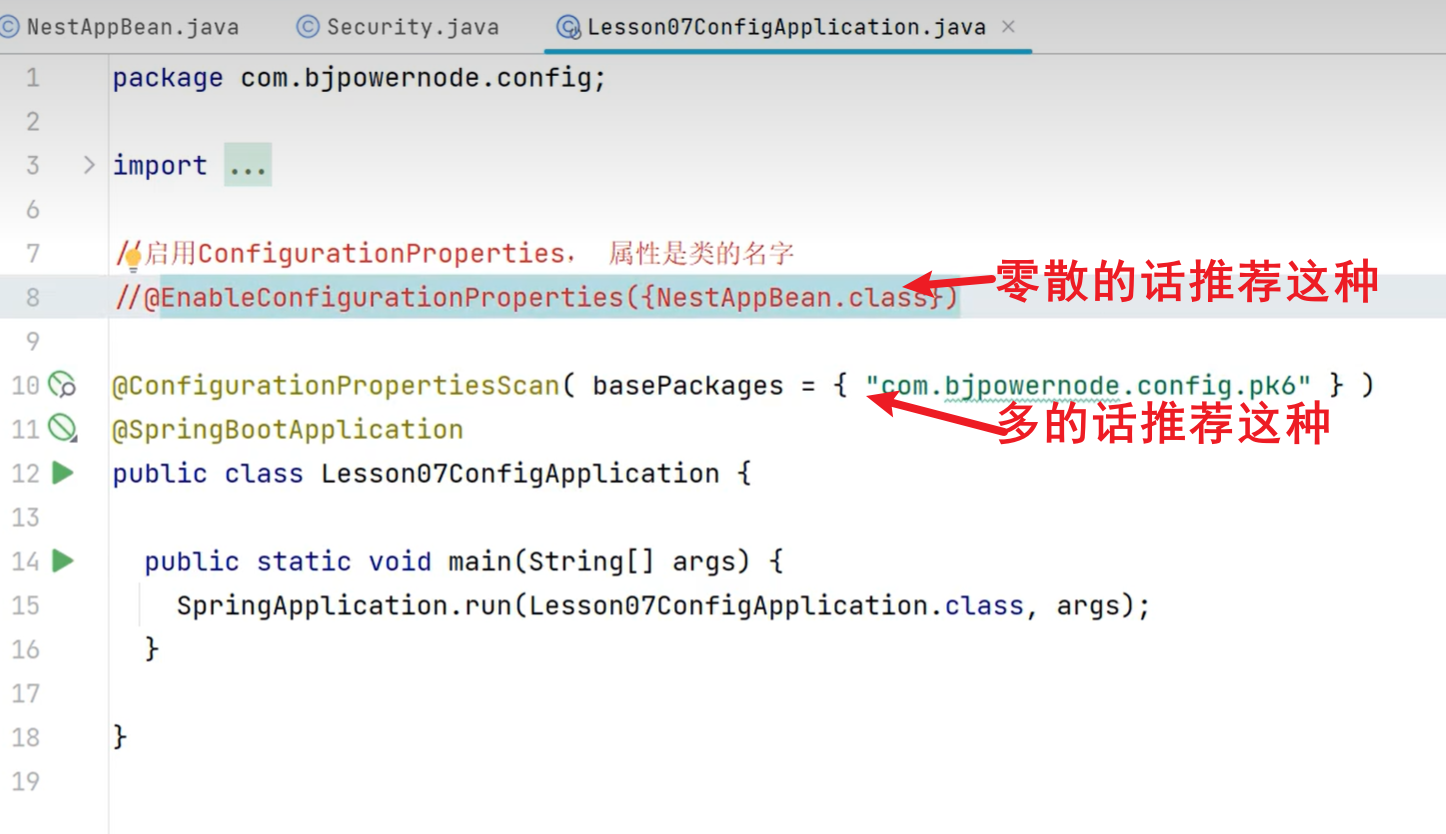 NestAppBean.java Security.java Lesson07ConfigApplication.java
1 package com.bjpowernode.config;
2
3 import ...
6
7 //启用ConfigurationProperties， 属性是类的名字
8 //@EnableConfigurationProperties({NestAppBean.class})
零散的话推荐这种
9
10 @ConfigurationPropertiesScan( basePackages = { "com.bjpowernode.config.pk6" } )
11 @SpringBootApplication
多的话推荐这种
12 public class Lesson07ConfigApplication {
13
14 public static void main(String[] args) {
15 SpringApplication.run(Lesson07ConfigApplication.class, args);
16 }
17
18 }
19